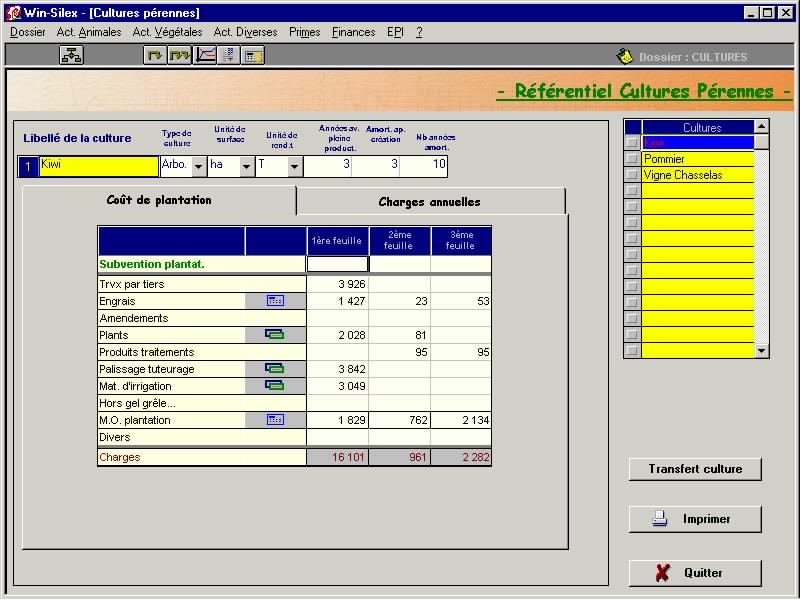 Win-Silex - [Cultures pérennes]
Dossier Act. Animales Act. Végétales Act. Diverses Primes Finances EPI ?
Dossier : CULTURES
- Référentiel Cultures Pérennes -
Libellé de la culture
Type de culture
Unité de surface
Unité de rend.t
Années av. pleine product.
Amort. ap. création
Nb années amort.
1 Kiwi Arbo. ha T 3 3 10
Cultures
Kiwi
Pommier
Vigne Chasselas
Coût de plantation Charges annuelles
1ère feuille 2ème feuille 3ème feuille
Subvention plantat.
Trvx par tiers 3 926
Engrais 1 427 23 53
Amendements
Plants 2 028 81
Produits traitements 95 95
Palissage tuteurage 3 842
Mat. d'irrigation 3 049
Hors gel grêle...
M.O. plantation 1 829 762 2 134
Divers
Charges 16 101 961 2 282
Transfert culture
Imprimer
Quitter